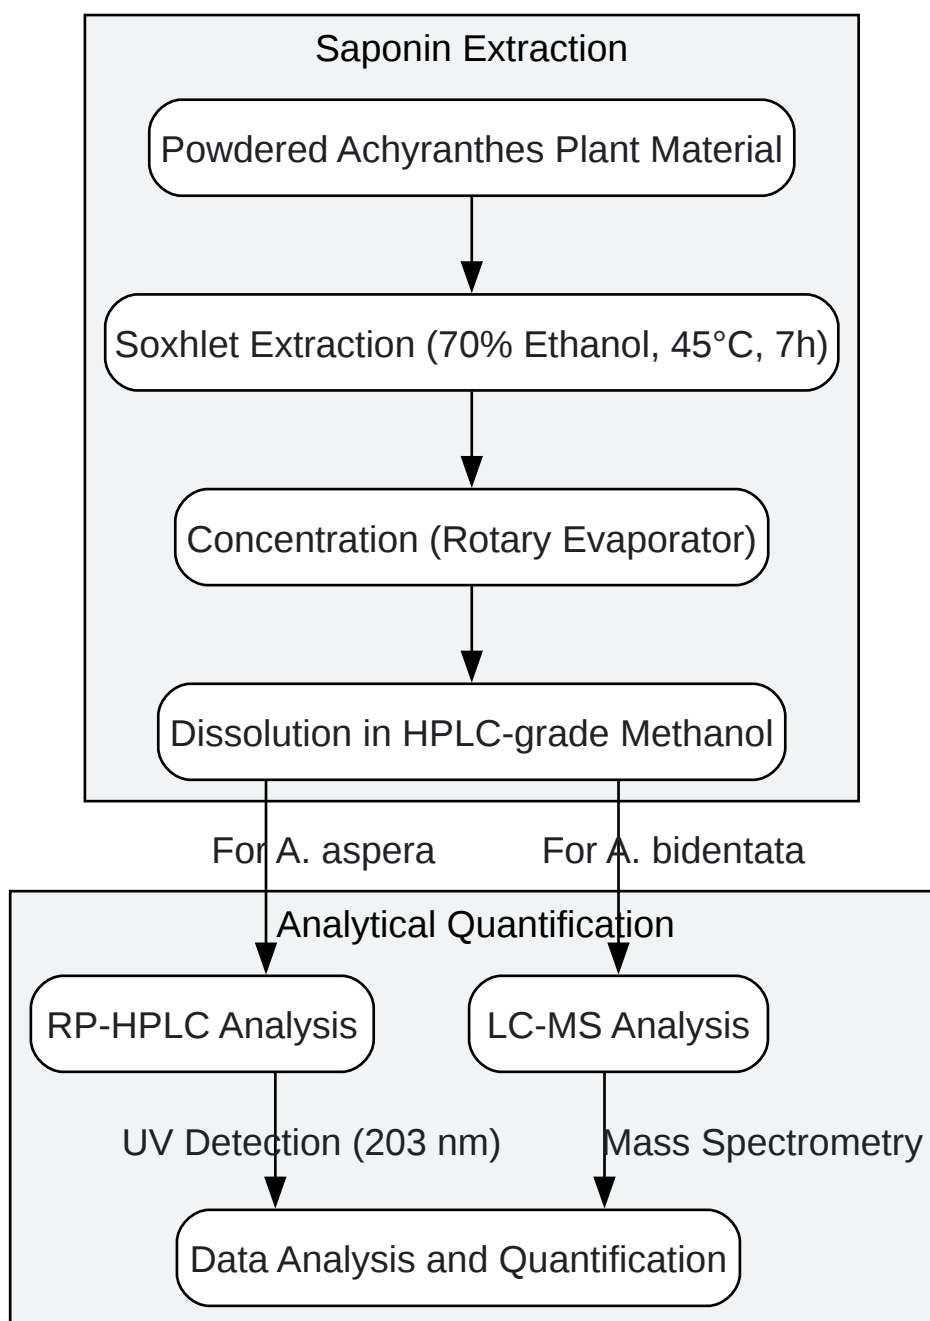 Saponin Extraction
Powdered Achyranthes Plant Material
Soxhlet Extraction (70% Ethanol, 45°C, 7h)
Concentration (Rotary Evaporator)
Dissolution in HPLC-grade Methanol
For A. aspera
For A. bidentata
Analytical Quantification
RP-HPLC Analysis
LC-MS Analysis
UV Detection (203 nm)
Mass Spectrometry
Data Analysis and Quantification